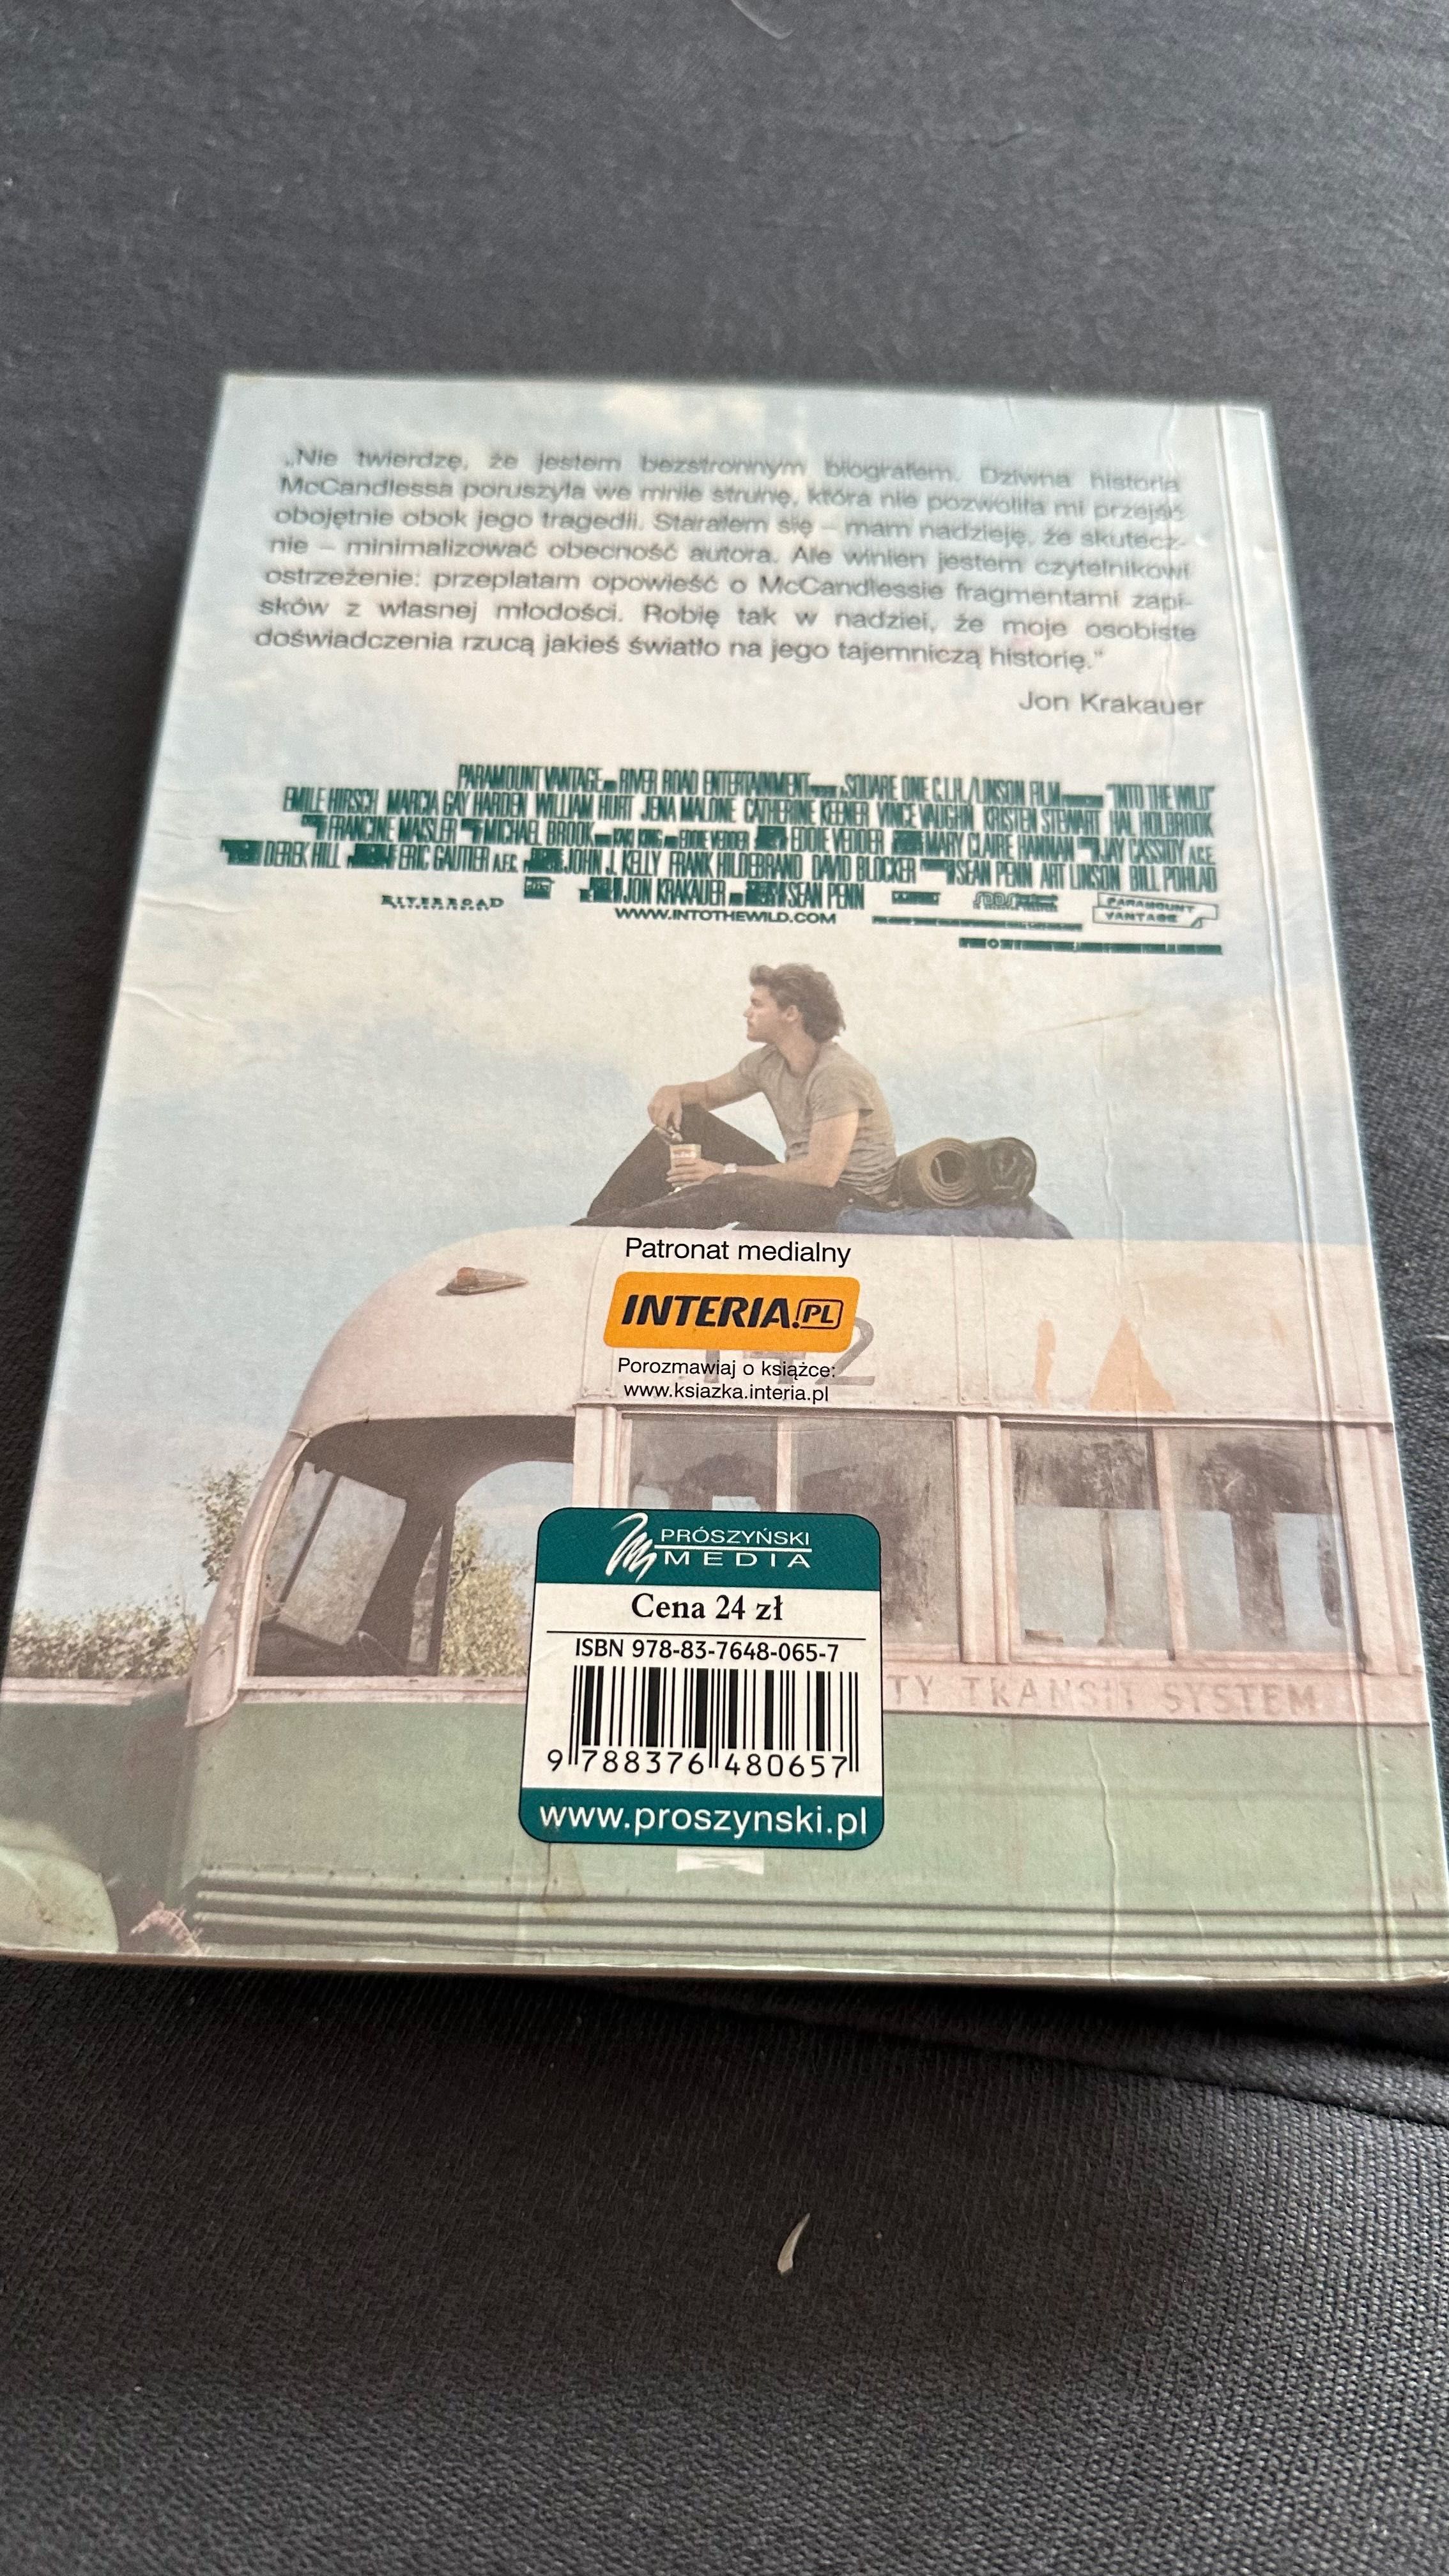 „Nie twierdzę, że jestem bezstronnym biografem. Dziwna historia
McCandlessa poruszyła we mnie strunę, która nie pozwoliła mi przejść
obojętnie obok jego tragedii. Starałem się – mam nadzieję, że skutecz-
nie – minimalizować obecność autora. Ale winien jestem czytelnikowi
ostrzeżenie: przeplatam opowieść o McCandlessie fragmentami zapi-
sków z własnej młodości. Robię tak w nadziei, że moje osobiste
doświadczenia rzucą jakieś światło na jego tajemniczą historię."
Jon Krakauer
PARAMOUNT VANTAGE RIVER ROAD ENTERTAINMENT SQUARE ONE C.I.H./LINSON FILM "INTO THE WILD"
EMILE HIRSCH MARCIA GAY HARDEN WILLIAM HURT JENA MALONE CATHERINE KEENER VINCE VAUGHN KRISTEN STEWART HAL HOLBROOK
FRANCINE MAISLER MICHAEL BROOK KAKI KING EDDIE VEDDER EDDIE VEDDER MARY CLAIRE HANNAN JAY CASSIDY A.C.E.
DEREK HILL ERIC GAUTIER A.F.C. JOHN J. KELLY FRANK HILDEBRAND DAVID BLOCKER SEAN PENN ART LINSON BILL POHLAD
JON KRAKAUER SEAN PENN
RIVER ROAD
WWW.INTOTHEWILD.COM
PARAMOUNT
VANTAGE
Patronat medialny
INTERIA.PL
142
Porozmawiaj o książce:
www.ksiazka.interia.pl
PRÓSZYŃSKI
MEDIA
Cena 24 zł
ISBN 978-83-7648-065-7
TY TRANSIT SYSTEM
9 788376 480657
www.proszynski.pl